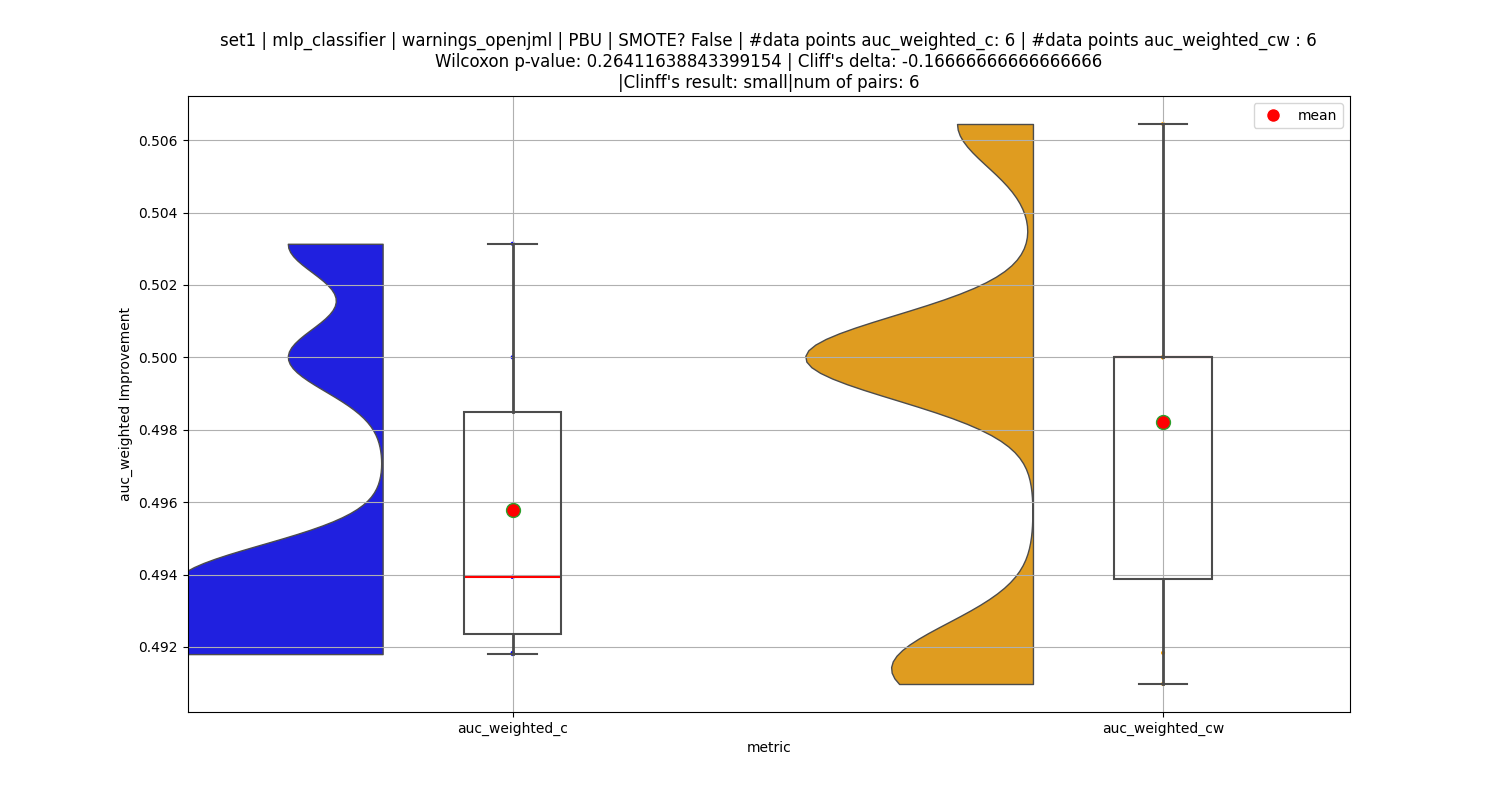 set1 | mlp_classifier | warnings_openjml | PBU | SMOTE? False | #data points auc_weighted_c: 6 | #data points auc_weighted_cw : 6
Wilcoxon p-value: 0.26411638843399154 | Cliff's delta: -0.16666666666666666
|Clinff's result: small|num of pairs: 6
mean
0.506
0.504
0.502
0.500
0.498
0.496
0.494
0.492
auc_weighted Improvement
auc_weighted_c
auc_weighted_cw
metric